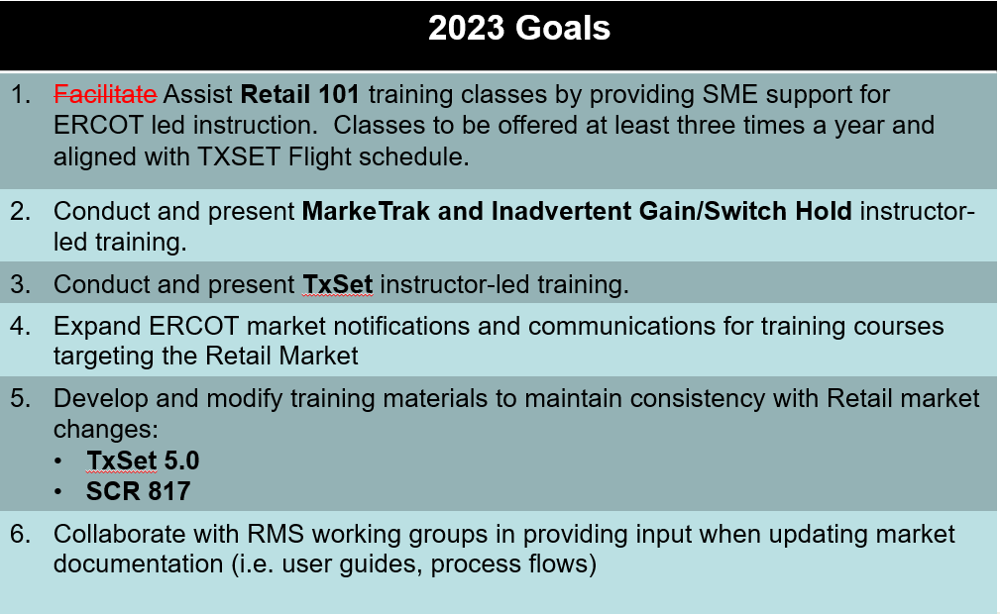 2023 Goals
1. Facilitate Assist Retail 101 training classes by providing SME support for
ERCOT led instruction.  Classes to be offered at least three times a year and
aligned with TXSET Flight schedule.
2. Conduct and present MarkeTrak and Inadvertent Gain/Switch Hold instructor-
led training.
3. Conduct and present TxSet instructor-led training.
4. Expand ERCOT market notifications and communications for training courses
targeting the Retail Market
5. Develop and modify training materials to maintain consistency with Retail market
changes:
• TxSet 5.0
• SCR 817
6. Collaborate with RMS working groups in providing input when updating market
documentation (i.e. user guides, process flows)